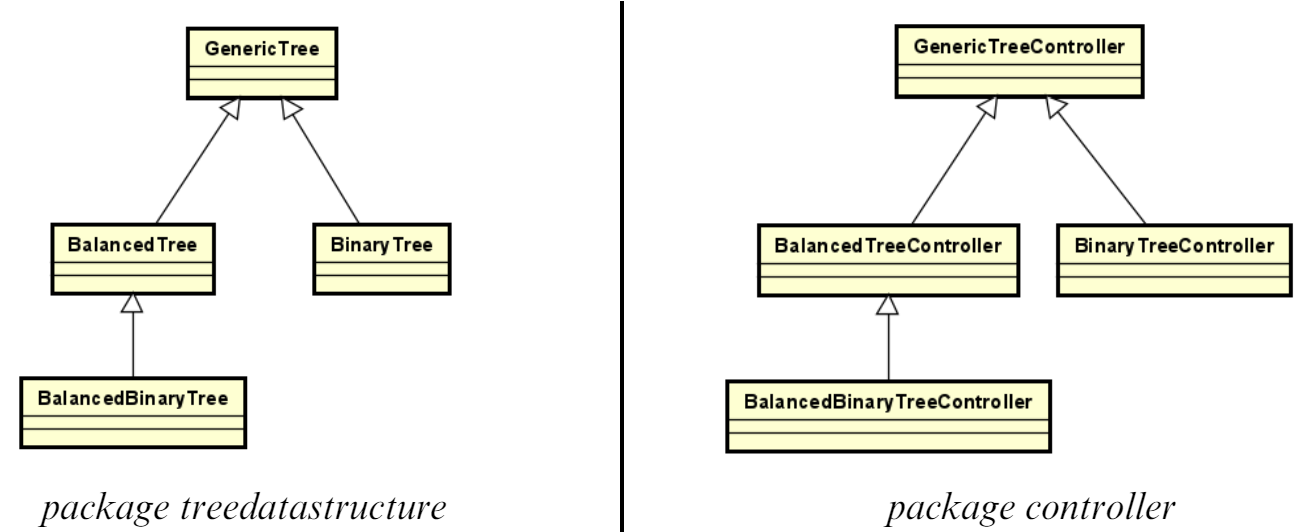 GenericTree
BalancedTree
BinaryTree
BalancedBinaryTree
package treedatastructure
GenericTreeController
BalancedTreeController
BinaryTreeController
BalancedBinaryTreeController
package controller